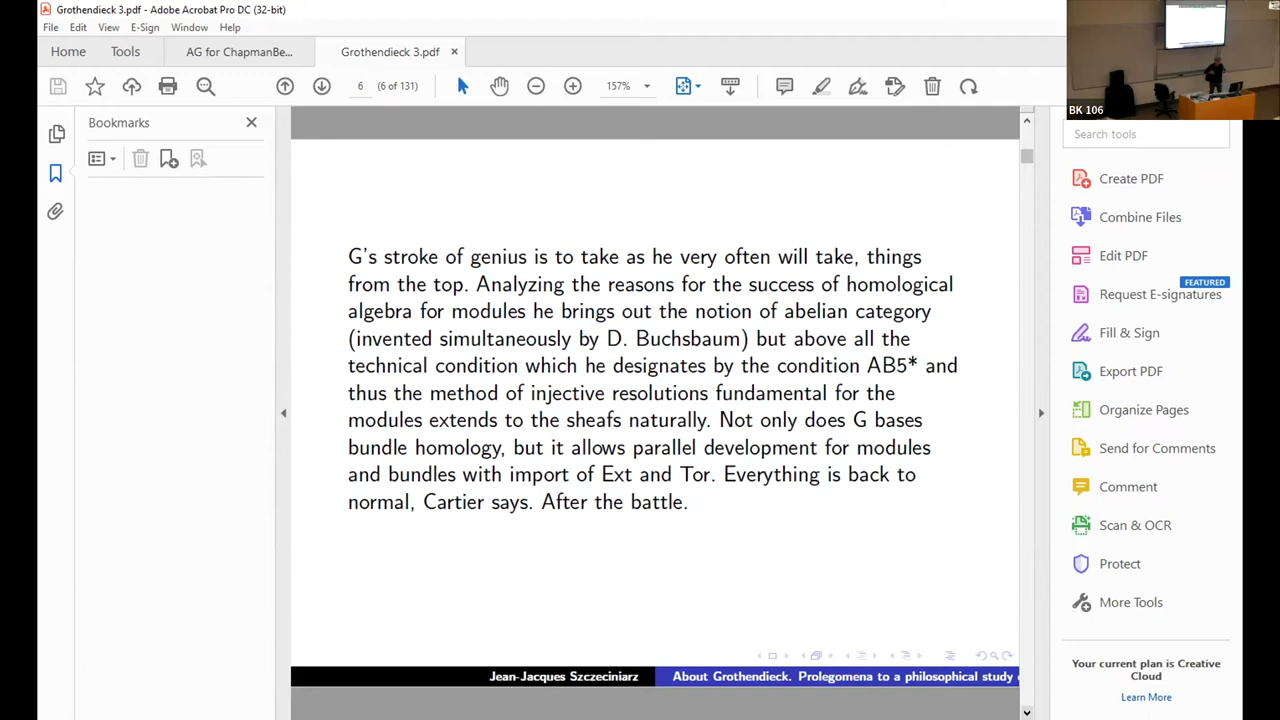 Grothendieck 3.pdf - Adobe Acrobat Pro DC (32-bit)
File Edit View E-Sign Window Help
Home Tools AG for ChapmanBe... Grothendieck 3.pdf ×
6 (6 of 131) 157%
BK 106
Bookmarks
Search tools
Create PDF
Combine Files
Edit PDF
FEATURED
Request E-signatures
Fill & Sign
Export PDF
Organize Pages
Send for Comments
Comment
Scan & OCR
Protect
More Tools
Your current plan is Creative
Cloud
Learn More
G's stroke of genius is to take as he very often will take, things
from the top. Analyzing the reasons for the success of homological
algebra for modules he brings out the notion of abelian category
(invented simultaneously by D. Buchsbaum) but above all the
technical condition which he designates by the condition AB5* and
thus the method of injective resolutions fundamental for the
modules extends to the sheafs naturally. Not only does G bases
bundle homology, but it allows parallel development for modules
and bundles with import of Ext and Tor. Everything is back to
normal, Cartier says. After the battle.
Jean-Jacques Szczeciniarz About Grothendieck. Prolegomena to a philosophical study